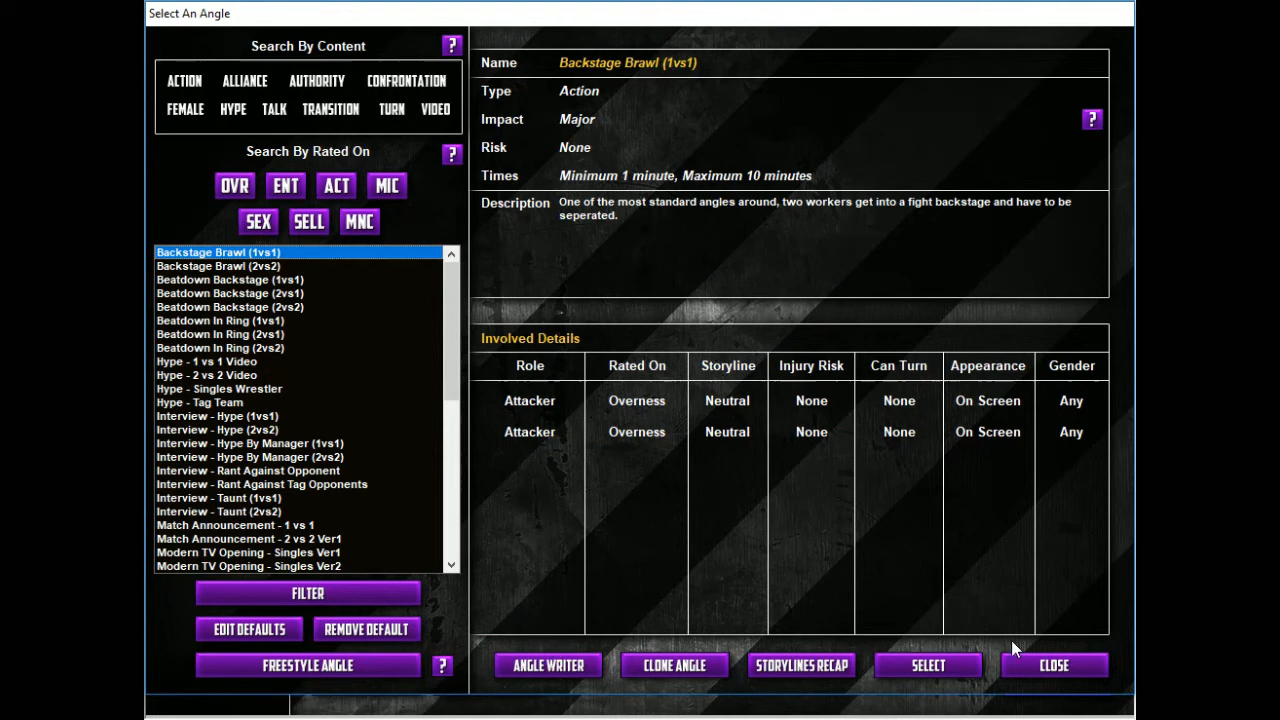 Select An Angle
Search By Content
?
ACTION ALLIANCE AUTHORITY CONFRONTATION
FEMALE HYPE TALK TRANSITION TURN VIDEO
Search By Rated On
?
OVR ENT ACT MIC
SEX SELL MNC
Backstage Brawl (1vs1)
Backstage Brawl (2vs2)
Beatdown Backstage (1vs1)
Beatdown Backstage (2vs1)
Beatdown Backstage (2vs2)
Beatdown In Ring (1vs1)
Beatdown In Ring (2vs1)
Beatdown In Ring (2vs2)
Hype - 1 vs 1 Video
Hype - 2 vs 2 Video
Hype - Singles Wrestler
Hype - Tag Team
Interview - Hype (1vs1)
Interview - Hype (2vs2)
Interview - Hype By Manager (1vs1)
Interview - Hype By Manager (2vs2)
Interview - Rant Against Opponent
Interview - Rant Against Tag Opponents
Interview - Taunt (1vs1)
Interview - Taunt (2vs2)
Match Announcement - 1 vs 1
Match Announcement - 2 vs 2 Ver1
Modern TV Opening - Singles Ver1
Modern TV Opening - Singles Ver2
FILTER
EDIT DEFAULTS REMOVE DEFAULT
FREESTYLE ANGLE ?
Name Backstage Brawl (1vs1)
Type Action
Impact Major ?
Risk None
Times Minimum 1 minute, Maximum 10 minutes
Description One of the most standard angles around, two workers get into a fight backstage and have to be
seperated.
Involved Details
Role Rated On Storyline Injury Risk Can Turn Appearance Gender
Attacker Overness Neutral None None On Screen Any
Attacker Overness Neutral None None On Screen Any
ANGLE WRITER CLONE ANGLE STORYLINES RECAP SELECT CLOSE